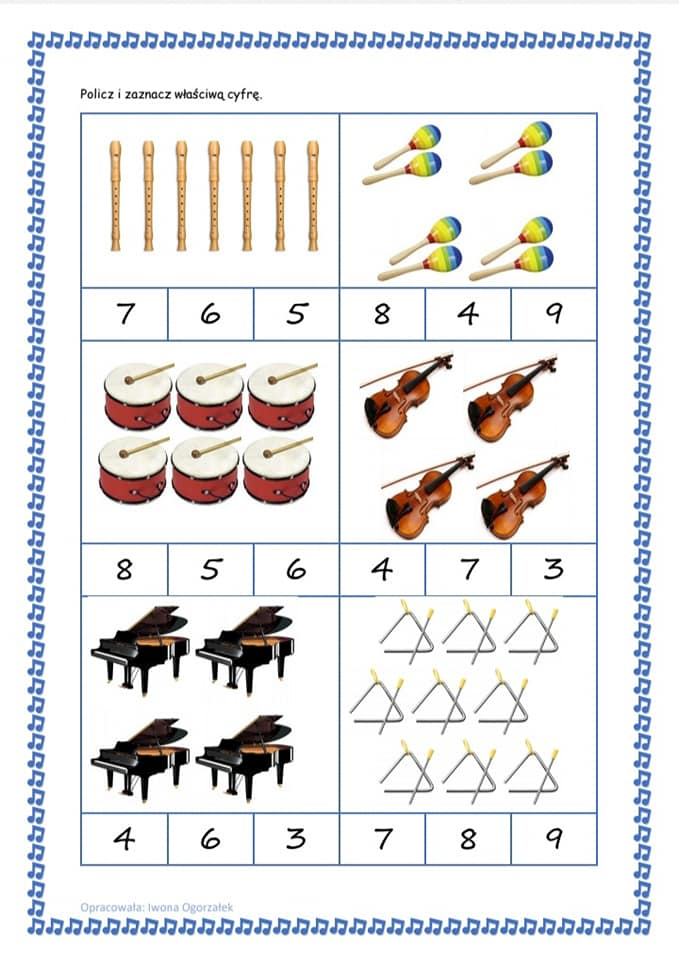 Policz i zaznacz właściwą cyfrę.
7 6 5 8 4 9
8 5 6 4 7 3
4 6 3 7 8 9
Opracowała: Iwona Ogorzałek